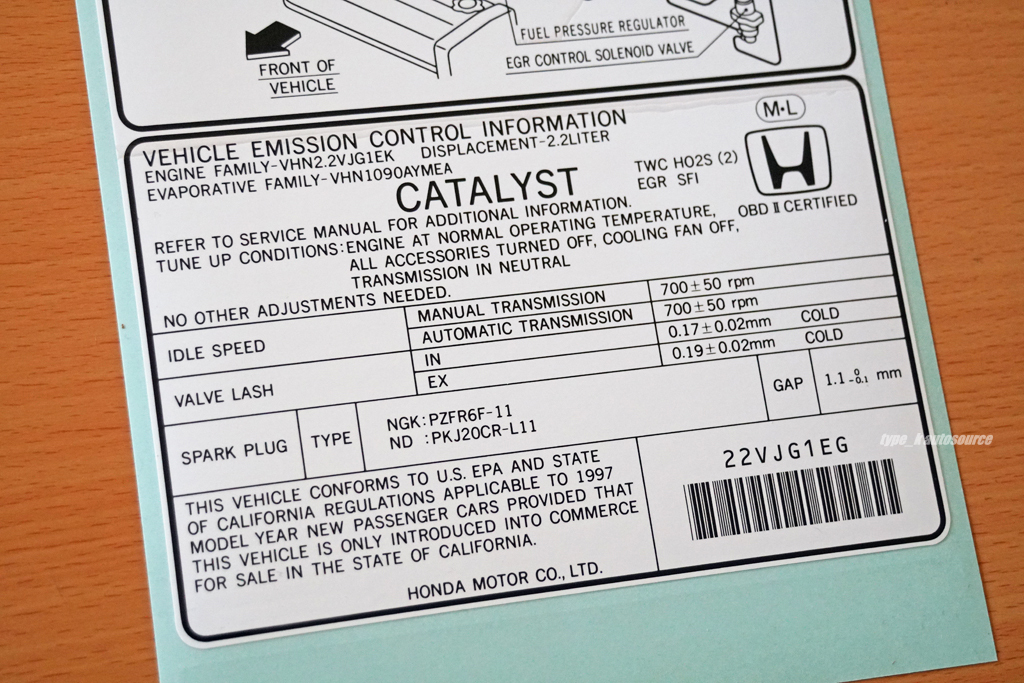 FUEL PRESSURE REGULATOR
EGR CONTROL SOLENOID VALVE
FRONT OF
VEHICLE
VEHICLE EMISSION CONTROL INFORMATION
M·L
ENGINE FAMILY-VHN2.2VJG1EK DISPLACEMENT-2.2LITER
EVAPORATIVE FAMILY-VHN1090AYMEA
CATALYST
TWC HO2S (2)
EGR SFI
OBD II CERTIFIED
REFER TO SERVICE MANUAL FOR ADDITIONAL INFORMATION.
TUNE UP CONDITIONS:ENGINE AT NORMAL OPERATING TEMPERATURE,
ALL ACCESSORIES TURNED OFF, COOLING FAN OFF,
TRANSMISSION IN NEUTRAL
NO OTHER ADJUSTMENTS NEEDED.
IDLE SPEED
MANUAL TRANSMISSION 700±50 rpm
AUTOMATIC TRANSMISSION 700±50 rpm
VALVE LASH
IN 0.17±0.02mm COLD
EX 0.19±0.02mm COLD
SPARK PLUG TYPE
NGK:PZFR6F-11
ND :PKJ20CR-L11
GAP 1.1 0/-0.1 mm
THIS VEHICLE CONFORMS TO U.S. EPA AND STATE
OF CALIFORNIA REGULATIONS APPLICABLE TO 1997
MODEL YEAR NEW PASSENGER CARS PROVIDED THAT
THIS VEHICLE IS ONLY INTRODUCED INTO COMMERCE
FOR SALE IN THE STATE OF CALIFORNIA.
HONDA MOTOR CO., LTD.
22VJG1EG
type_k autosource